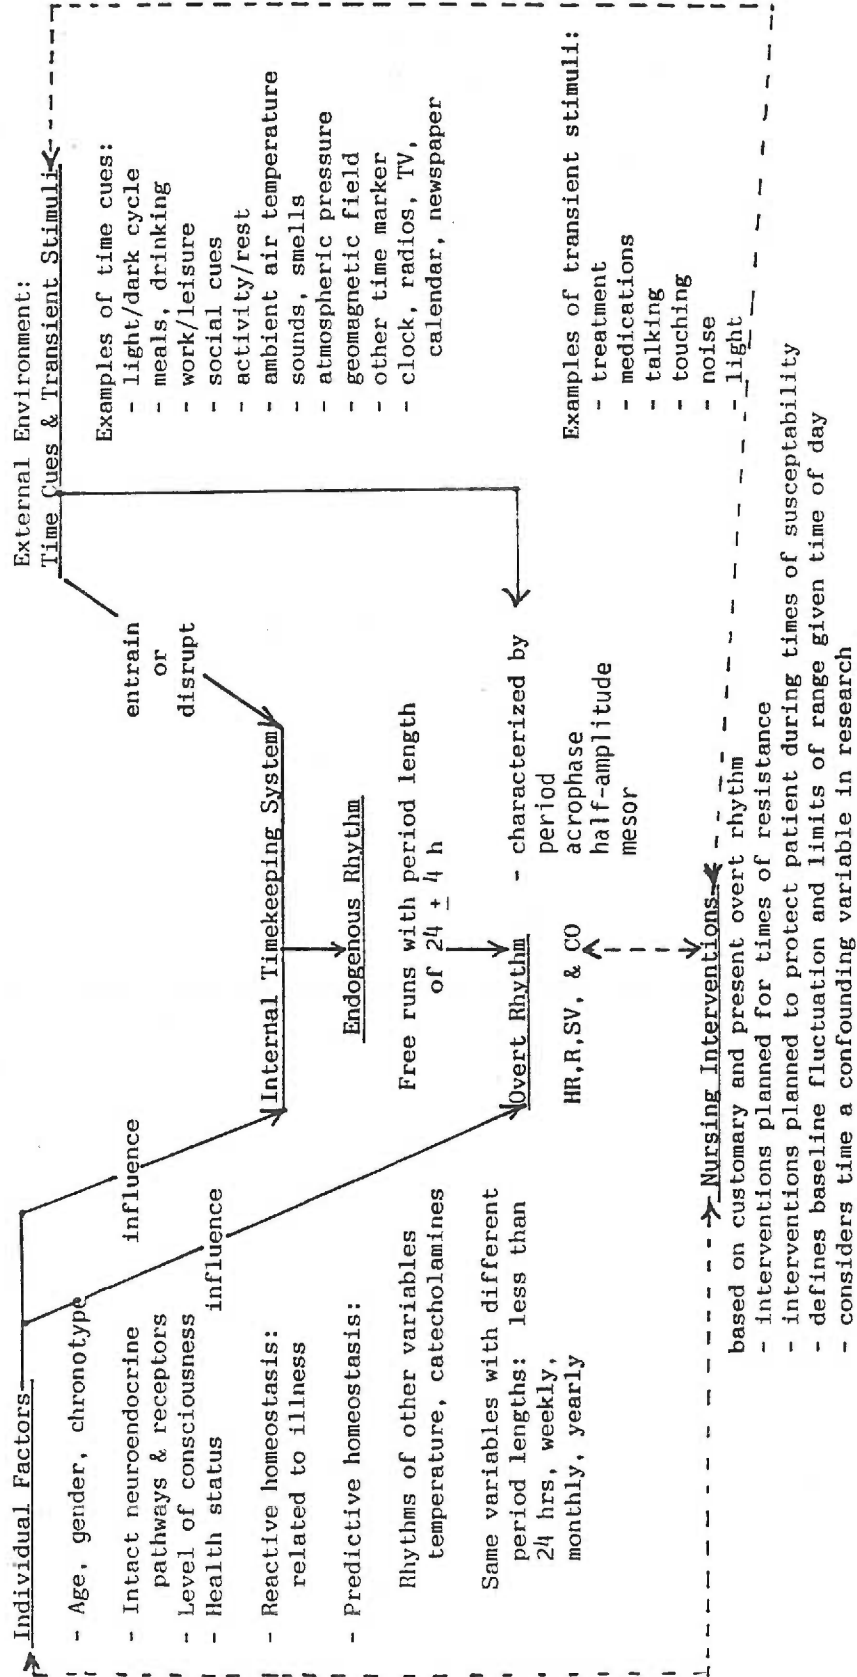 Individual Factors
- Age, gender, chronotype
- Intact neuroendocrine
pathways & receptors
- Level of consciousness
- Health status
- Reactive homeostasis:
related to illness
- Predictive homeostasis:
Rhythms of other variables
temperature, catecholamines
Same variables with different
period lengths: less than
24 hrs, weekly,
monthly, yearly
influence
influence
Internal Timekeeping System
Endogenous Rhythm
Free runs with period length
of 24 ± 4 h
Overt Rhythm
HR,R,SV, & CO
- characterized by
period
acrophase
half-amplitude
mesor
entrain
or
disrupt
External Environment:
Time Cues & Transient Stimuli
Examples of time cues:
- light/dark cycle
- meals, drinking
- work/leisure
- social cues
- activity/rest
- ambient air temperature
- sounds, smells
- atmospheric pressure
- geomagnetic field
- other time marker
- clock, radios, TV,
calendar, newspaper
Examples of transient stimuli:
- treatment
- medications
- talking
- touching
- noise
- light
Nursing Interventions
based on customary and present overt rhythm
- interventions planned for times of resistance
- interventions planned to protect patient during times of susceptability
- defines baseline fluctuation and limits of range given time of day
- considers time a confounding variable in research